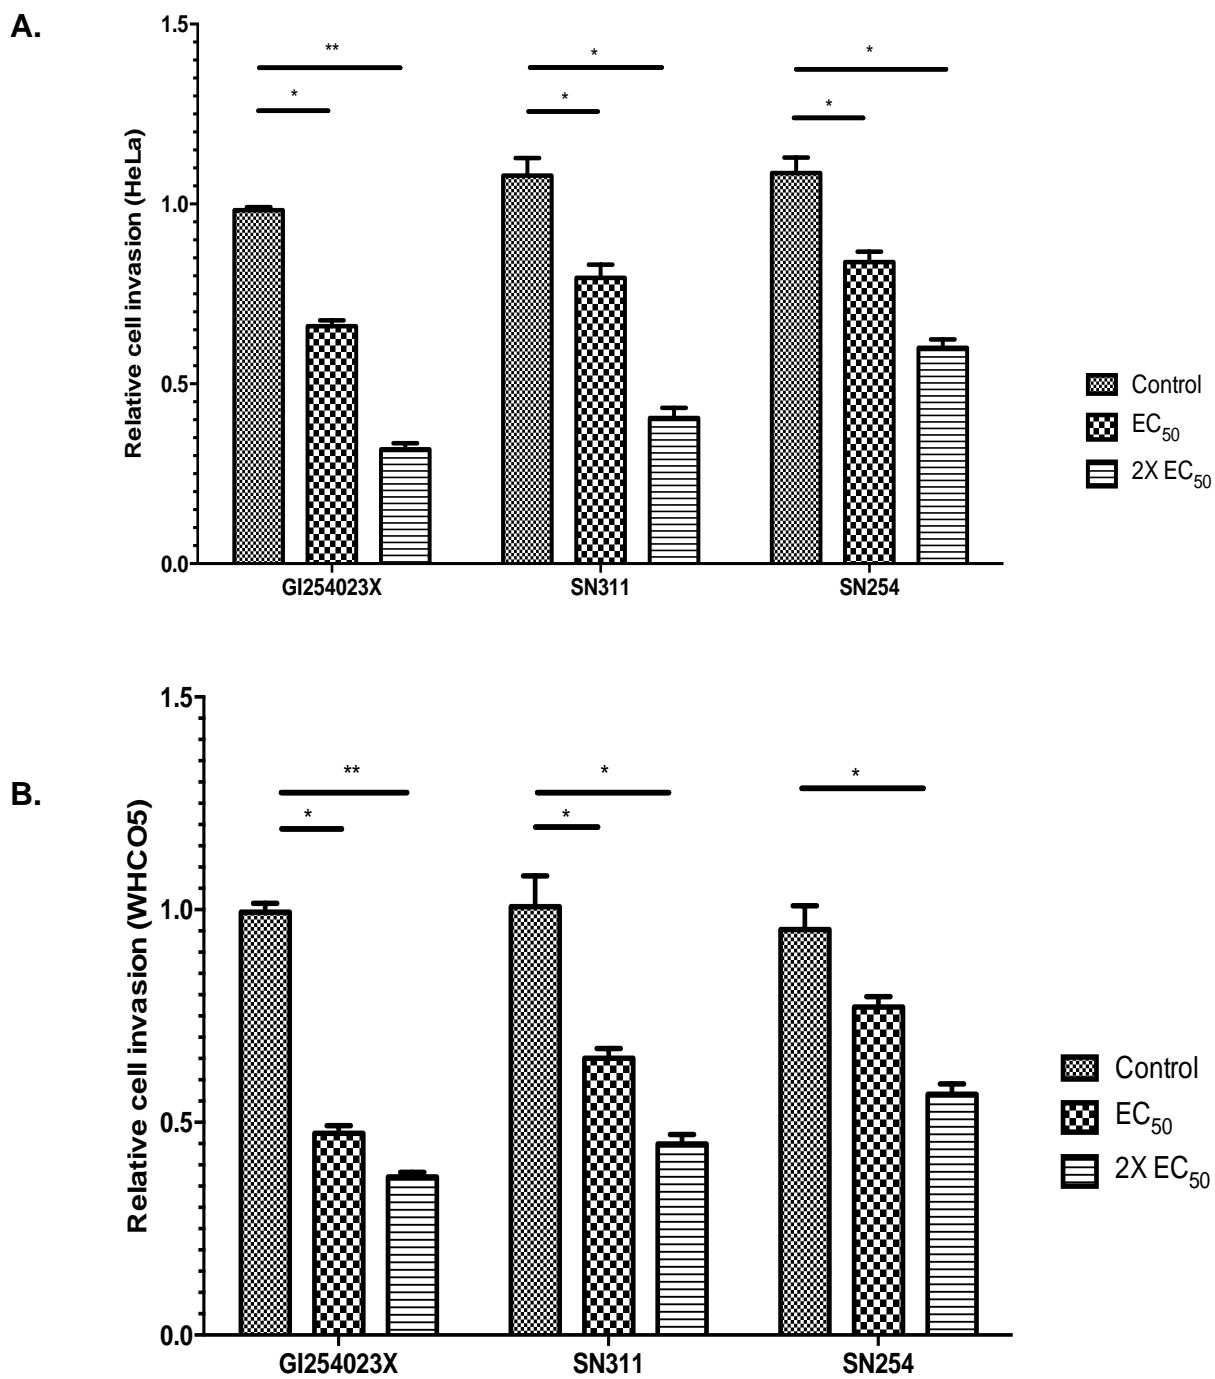 A.
Relative cell invasion (HeLa)
1.5
1.0
0.5
0.0
**
*
*
*
*
*
GI254023X
SN311
SN254
Control
EC50
2X EC50
B.
Relative cell invasion (WHCO5)
1.5
1.0
0.5
0.0
**
*
*
*
*
GI254023X
SN311
SN254
Control
EC50
2X EC50